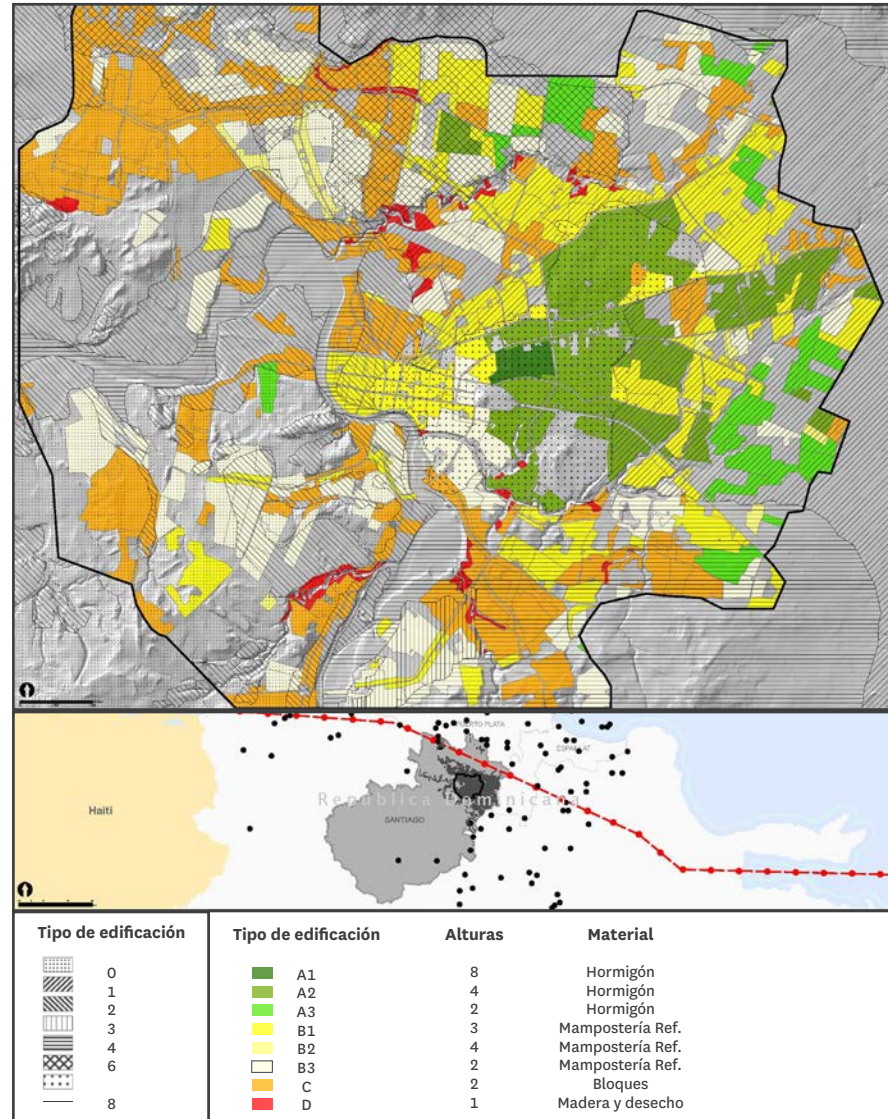 PUERTO PLATA
ESPAILLAT
Haití
República Dominicana
SANTIAGO
Tipo de edificación
0
1
2
3
4
6
8
Tipo de edificación Alturas Material
A1 8 Hormigón
A2 4 Hormigón
A3 2 Hormigón
B1 3 Mampostería Ref.
B2 4 Mampostería Ref.
B3 2 Mampostería Ref.
C 2 Bloques
D 1 Madera y desecho